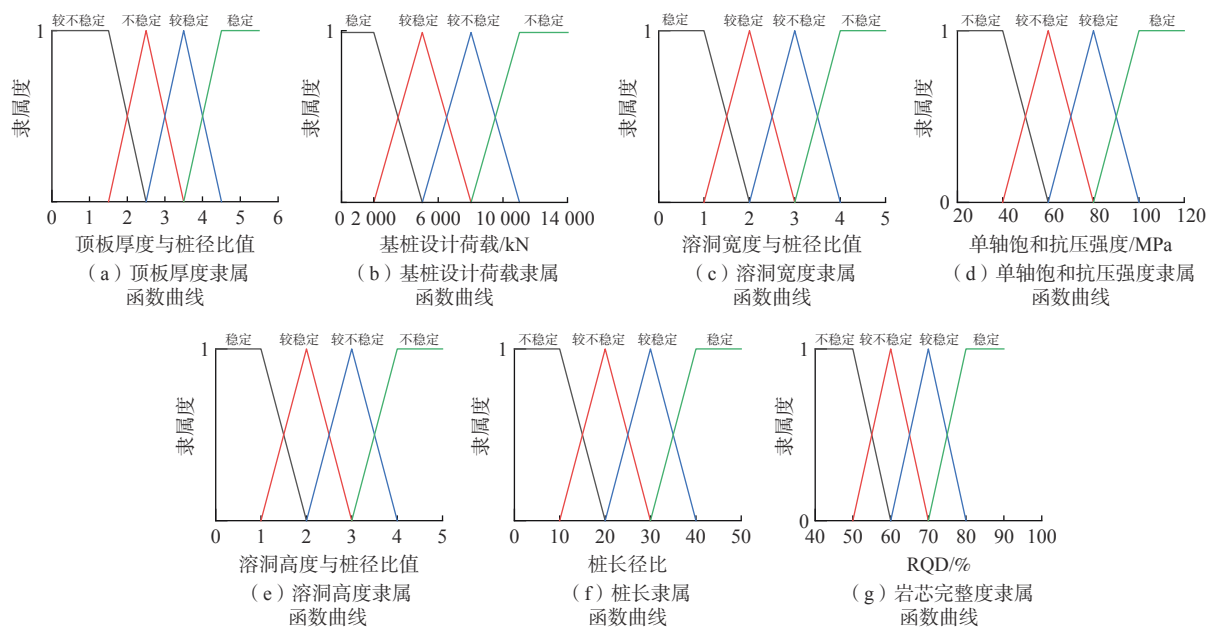 较不稳定 不稳定 较稳定 稳定
1
隶属度
0
0 1 2 3 4 5 6
顶板厚度与桩径比值
（a）顶板厚度隶属
函数曲线
稳定 较稳定 较不稳定 不稳定
1
隶属度
0
0 2 000 5 000 10 000 14 000
基桩设计荷载/kN
（b）基桩设计荷载隶属
函数曲线
稳定 较稳定 较不稳定 不稳定
1
隶属度
0 1 2 3 4 5
溶洞宽度与桩径比值
（c）溶洞宽度隶属
函数曲线
不稳定 较不稳定 较稳定 稳定
1
隶属度
0
20 40 60 80 100 120
单轴饱和抗压强度/MPa
（d）单轴饱和抗压强度隶属
函数曲线
稳定 较稳定 较不稳定 不稳定
1
隶属度
0 1 2 3 4 5
溶洞高度与桩径比值
（e）溶洞高度隶属
函数曲线
不稳定 较不稳定 较稳定 稳定
1
隶属度
0 10 20 30 40 50
桩长径比
（f）桩长隶属
函数曲线
不稳定 较不稳定 较稳定 稳定
1
隶属度
0
40 50 60 70 80 90 100
RQD/%
（g）岩芯完整度隶属
函数曲线